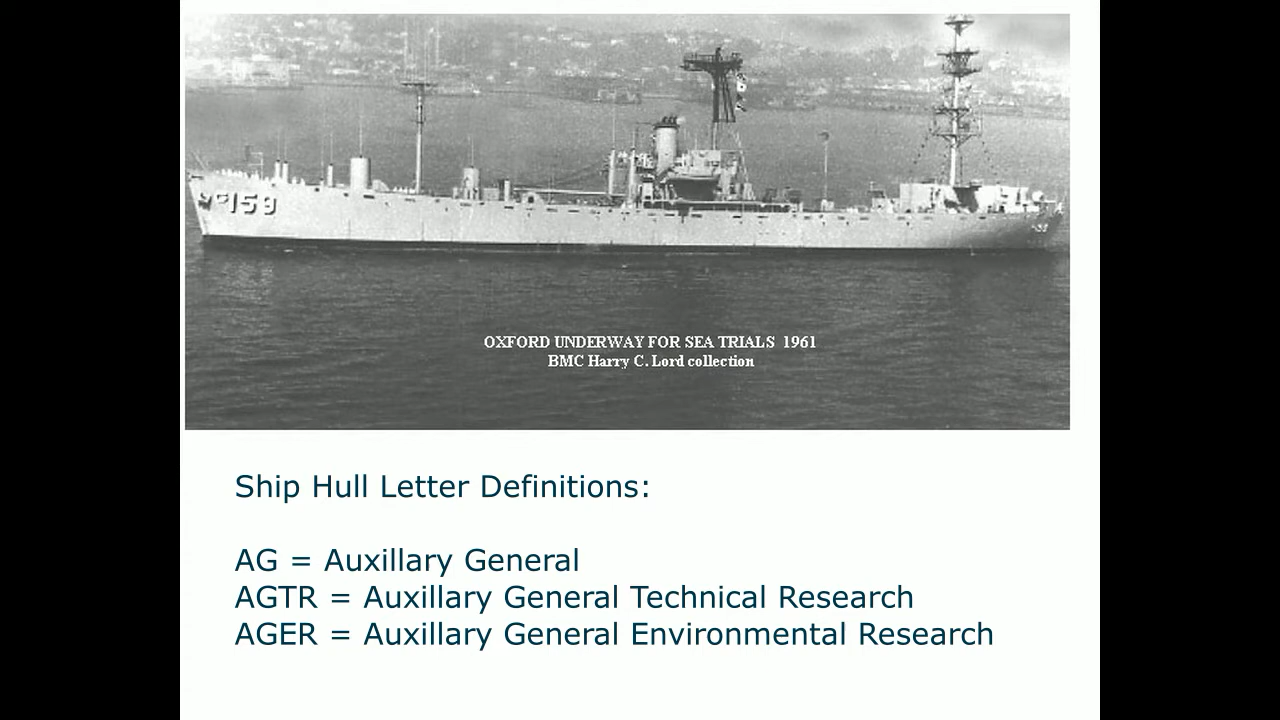 159
OXFORD UNDERWAY FOR SEA TRIALS 1961
BMC Harry C. Lord collection
Ship Hull Letter Definitions:
AG = Auxillary General
AGTR = Auxillary General Technical Research
AGER = Auxillary General Environmental Research